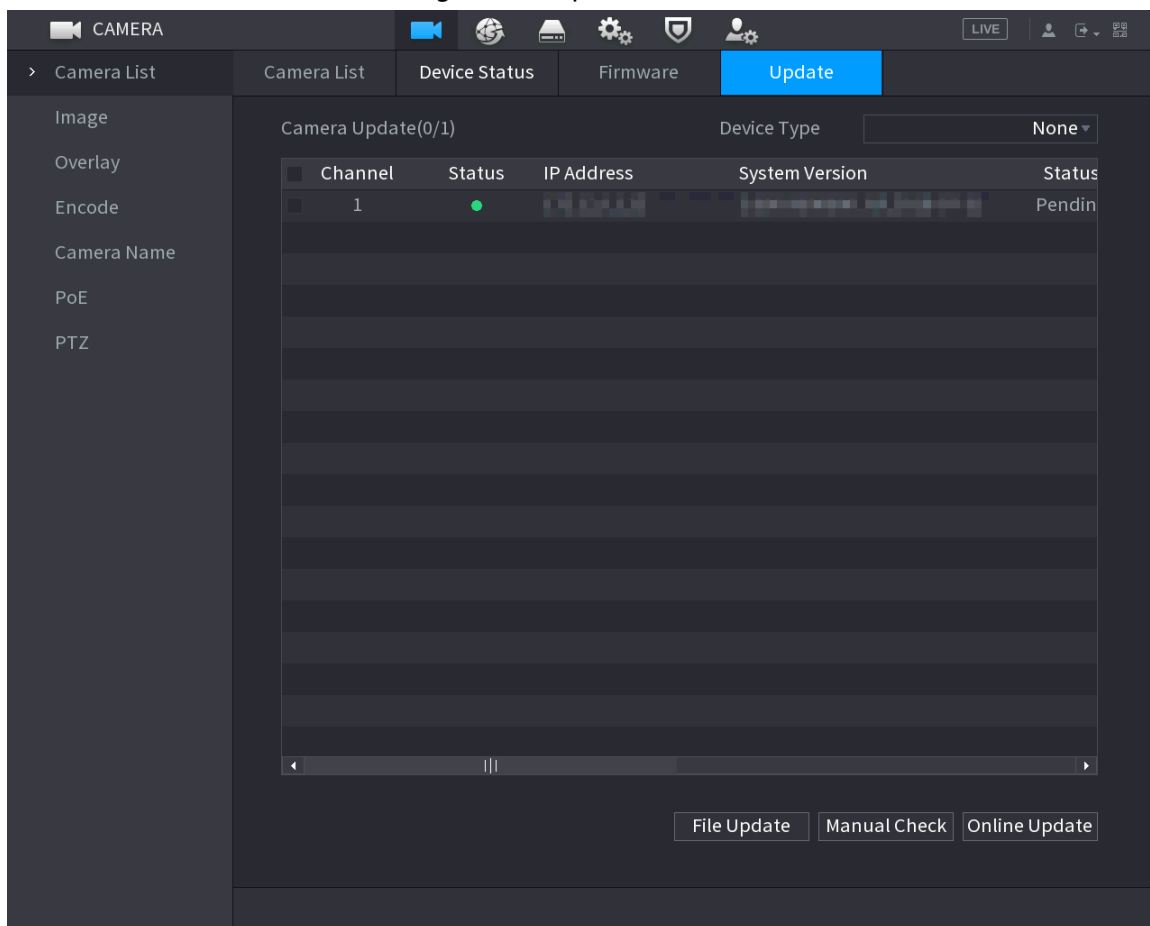 CAMERA
LIVE
Camera List
Camera List
Device Status
Firmware
Update
Image
Camera Update(0/1)
Device Type
None
Overlay
Channel
Status
IP Address
System Version
Status
Encode
1
Pendin
Camera Name
PoE
PTZ
File Update
Manual Check
Online Update